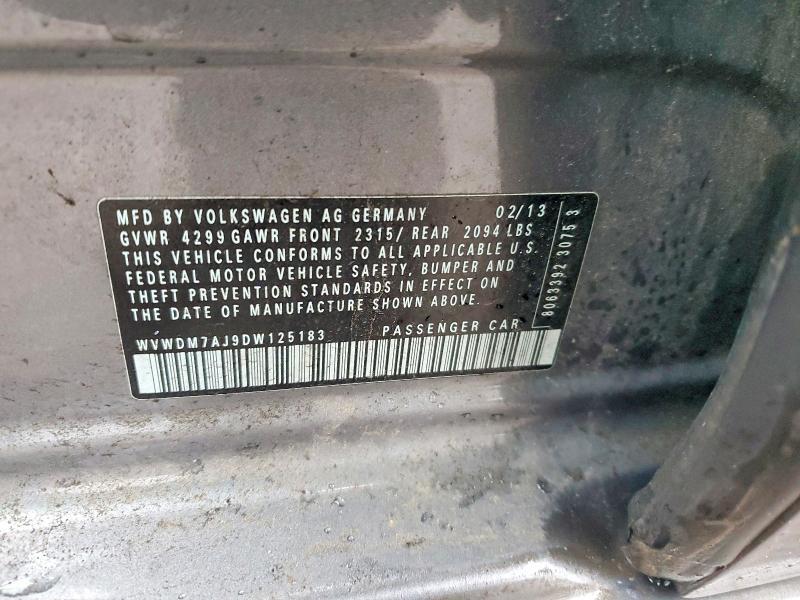 MFD BY VOLKSWAGEN AG GERMANY 02/13
GVWR 4299 GAWR FRONT 2315/ REAR 2094 LBS
THIS VEHICLE CONFORMS TO ALL APPLICABLE U.S.
FEDERAL MOTOR VEHICLE SAFETY, BUMPER AND
THEFT PREVENTION STANDARDS IN EFFECT ON
THE DATE OF MANUFACTURE SHOWN ABOVE.
WVWDM7AJ9DW125183 PASSENGER CAR
8063392 3075 3